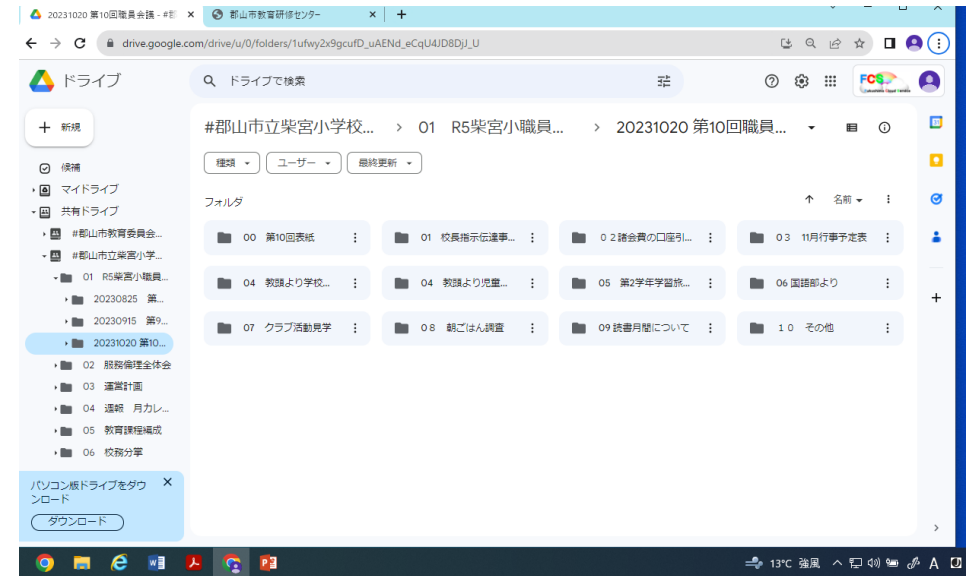 20231020 第10回職員会議 - #郡
郡山市教育研修センター
drive.google.com/drive/u/0/folders/1ufwy2x9gcufD_uAENd_eCqU4JD8DjJ_U
ドライブ
ドライブで検索
FCS
新規
#郡山市立柴宮小学校... > 01 R5柴宮小職員... > 20231020 第10回職員...
種類 ユーザー 最終更新
候補
マイドライブ
共有ドライブ
#郡山市教育委員会...
#郡山市立柴宮小学...
01 R5柴宮小職員...
20230825 第...
20230915 第9...
20231020 第10...
02 服務倫理全体会
03 運営計画
04 週報 月カレ...
05 教育課程編成
06 校務分掌
フォルダ
名前
00 第10回表紙
01 校長指示伝達事...
０２諸会費の口座引...
０３ 11月行事予定表
04 教頭より学校...
04 教頭より児童...
05 第2学年学習旅...
06 国語部より
07 クラブ活動見学
０８ 朝ごはん調査
09 読書月間について
１０ その他
パソコン版ドライブをダウ
ンロード
ダウンロード
13°C 強風
A